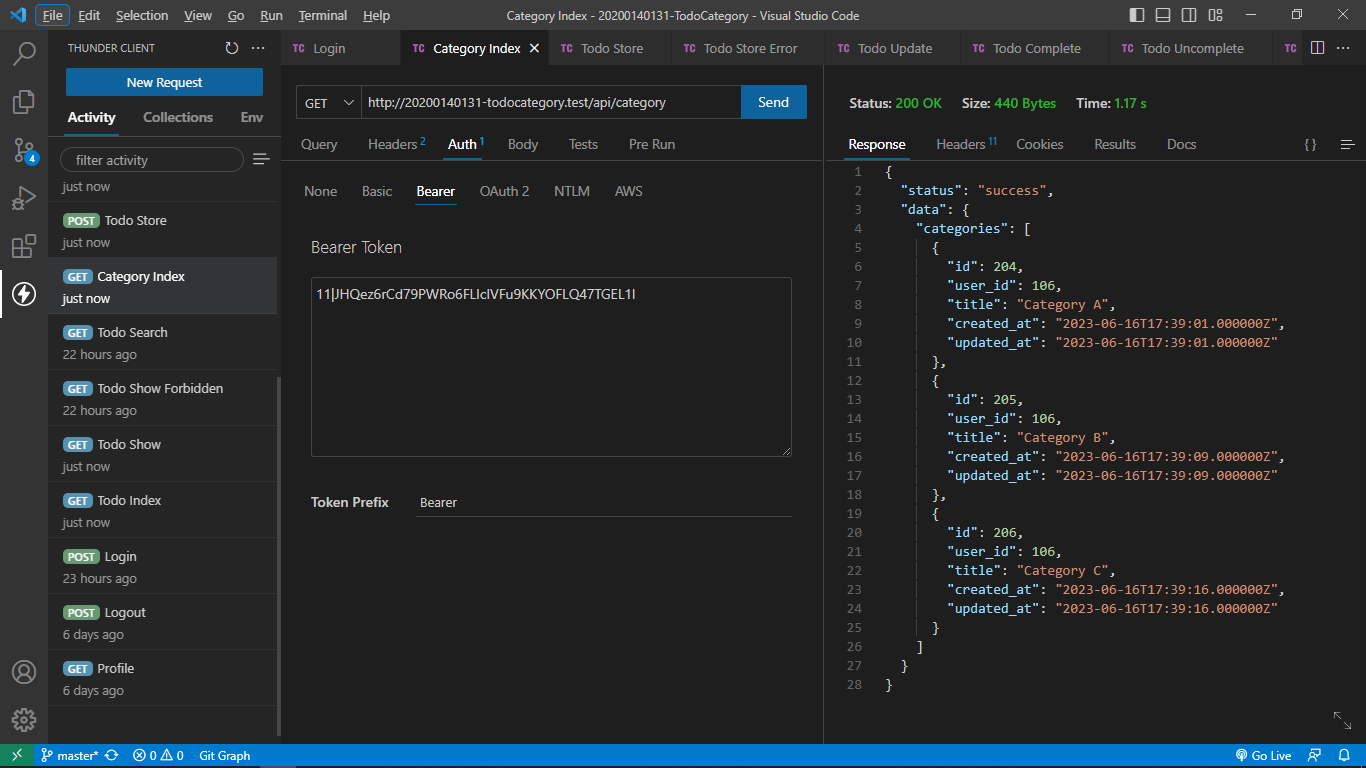 File Edit Selection View Go Run Terminal Help
Category Index - 20200140131-TodoCategory - Visual Studio Code
THUNDER CLIENT
New Request
Activity Collections Env
filter activity
just now
POST Todo Store
just now
GET Category Index
just now
GET Todo Search
22 hours ago
GET Todo Show Forbidden
22 hours ago
GET Todo Show
just now
GET Todo Index
just now
POST Login
23 hours ago
POST Logout
6 days ago
GET Profile
6 days ago
4
TC Login TC Category Index TC Todo Store TC Todo Store Error TC Todo Update TC Todo Complete TC Todo Uncomplete TC
GET http://20200140131-todocategory.test/api/category Send
Query Headers 2 Auth 1 Body Tests Pre Run
None Basic Bearer OAuth 2 NTLM AWS
Bearer Token
Token Prefix Bearer
Status: 200 OK Size: 440 Bytes Time: 1.17 s
Response Headers 11 Cookies Results Docs {}
1 {
2 "status": "success",
3 "data": {
4 "categories": [
5 {
6 "id": 204,
7 "user_id": 106,
8 "title": "Category A",
9 "created_at": "2023-06-16T17:39:01.000000Z",
10 "updated_at": "2023-06-16T17:39:01.000000Z"
11 },
12 {
13 "id": 205,
14 "user_id": 106,
15 "title": "Category B",
16 "created_at": "2023-06-16T17:39:09.000000Z",
17 "updated_at": "2023-06-16T17:39:09.000000Z"
18 },
19 {
20 "id": 206,
21 "user_id": 106,
22 "title": "Category C",
23 "created_at": "2023-06-16T17:39:16.000000Z",
24 "updated_at": "2023-06-16T17:39:16.000000Z"
25 }
26 ]
27 }
28 }
master* 0 0 Git Graph Go Live